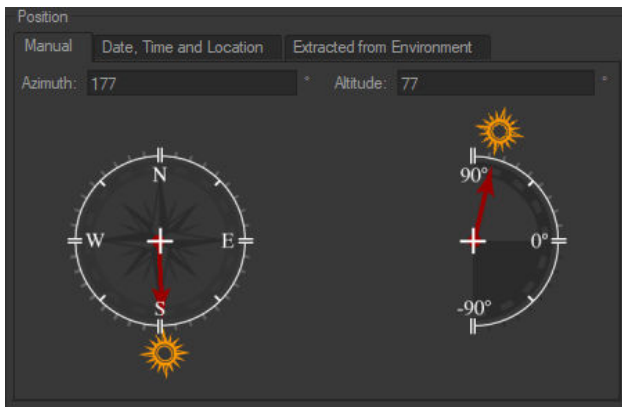 Position
Manual Date, Time and Location Extracted from Environment
Azimuth: 177 ° Altitude: 77 °
N
90°
W E 0°
S
-90°